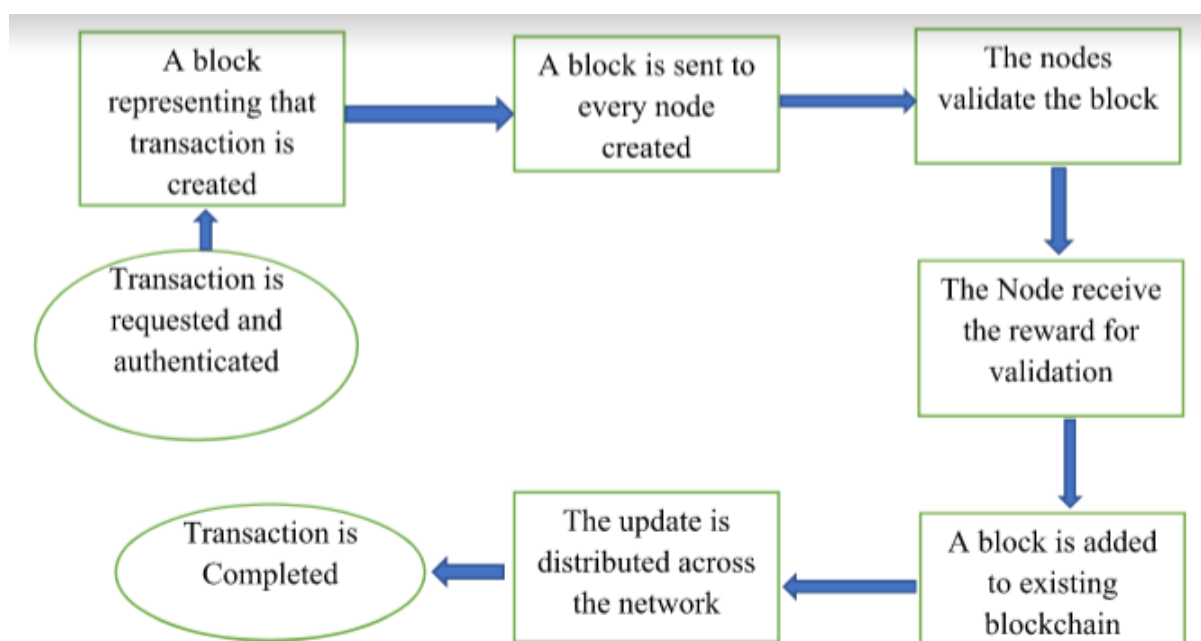 A block
representing that
transaction is
created
A block is sent to
every node
created
The nodes
validate the block
Transaction is
requested and
authenticated
The Node receive
the reward for
validation
Transaction is
Completed
The update is
distributed across
the network
A block is added
to existing
blockchain